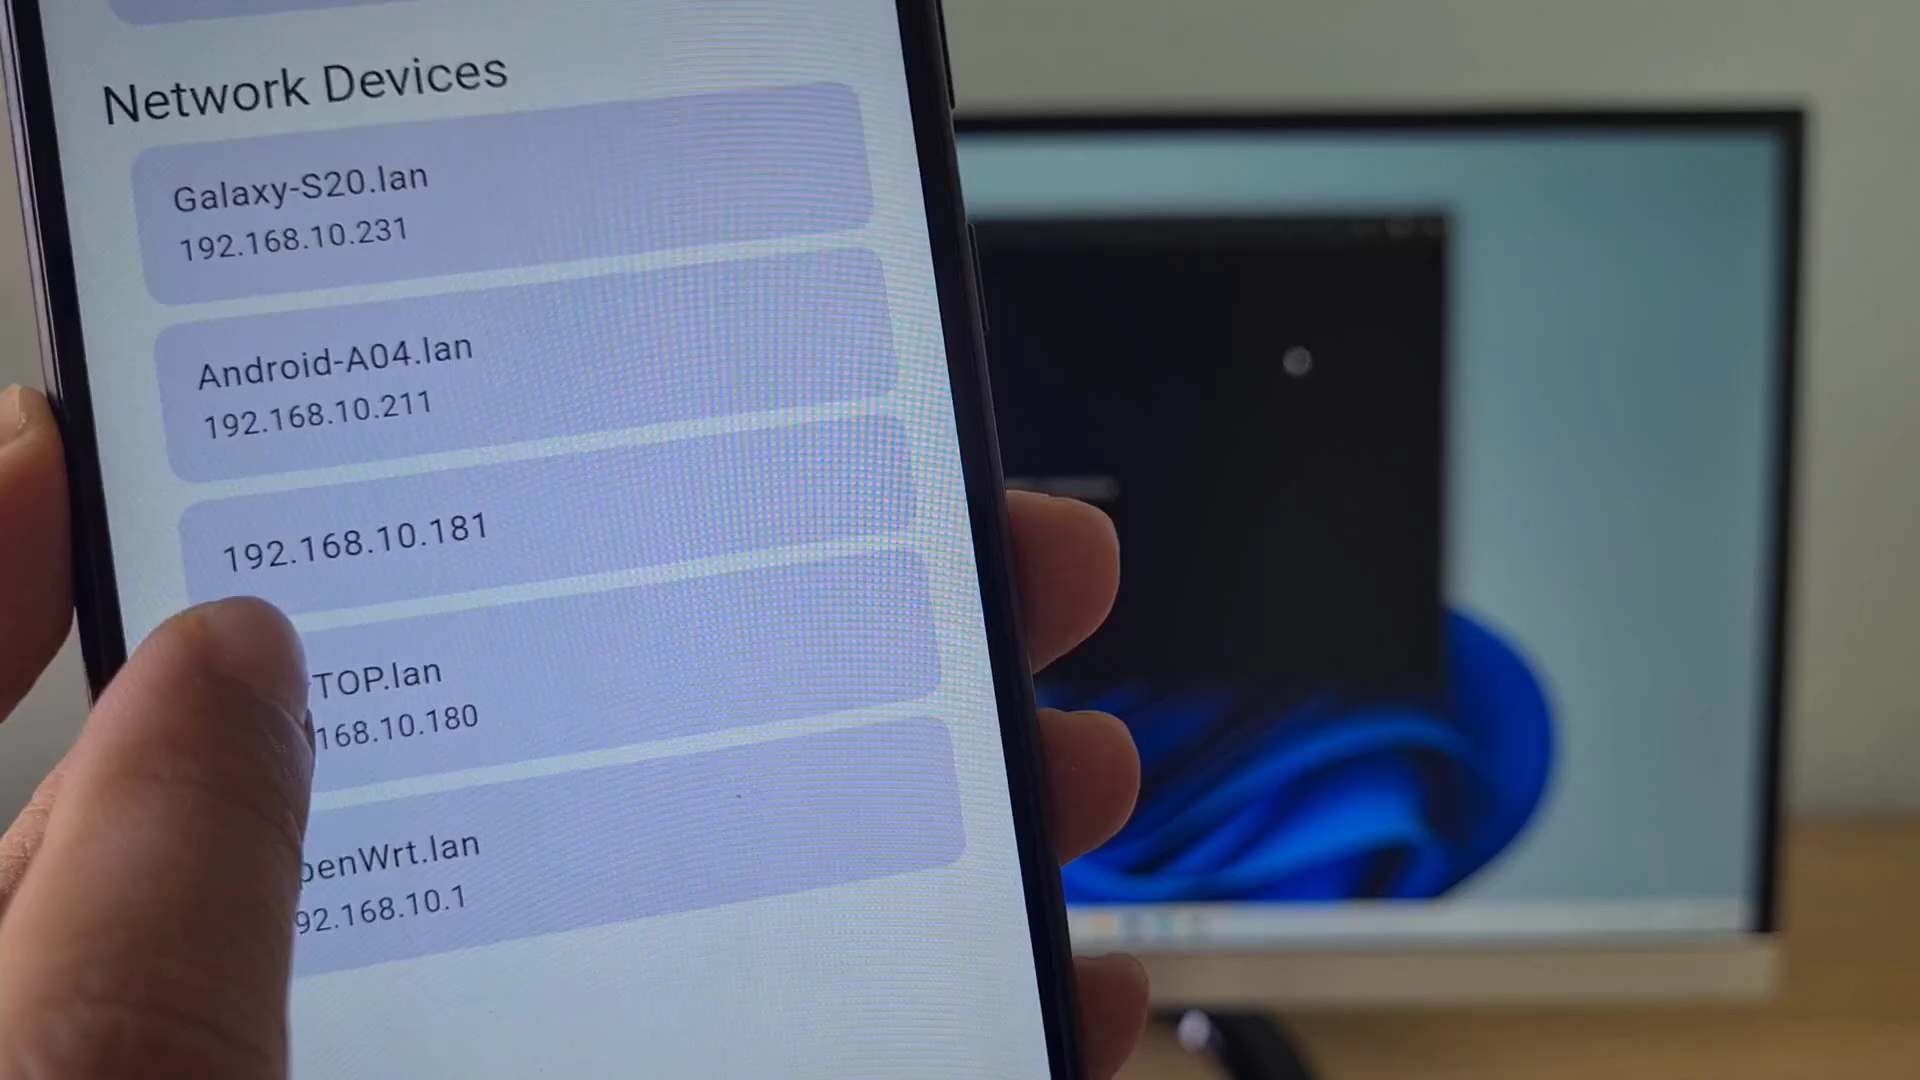 Network Devices
Galaxy-S20.lan
192.168.10.231
Android-A04.lan
192.168.10.211
192.168.10.181
TOP.lan
168.10.180
penWrt.lan
92.168.10.1